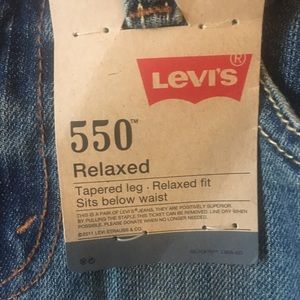 LEVI'S®
550™
Relaxed
Tapered leg · Relaxed fit
Sits below waist
THIS IS A PAIR OF LEVI'S® JEANS. THEY ARE POSITIVELY SUPERIOR.
BY PULLING THE STAPLE THIS TICKET CAN BE REMOVED. LINE DRY WHEN
POSSIBLE. PLEASE DONATE WHEN NO LONGER NEEDED.
©2011 LEVI STRAUSS & CO.